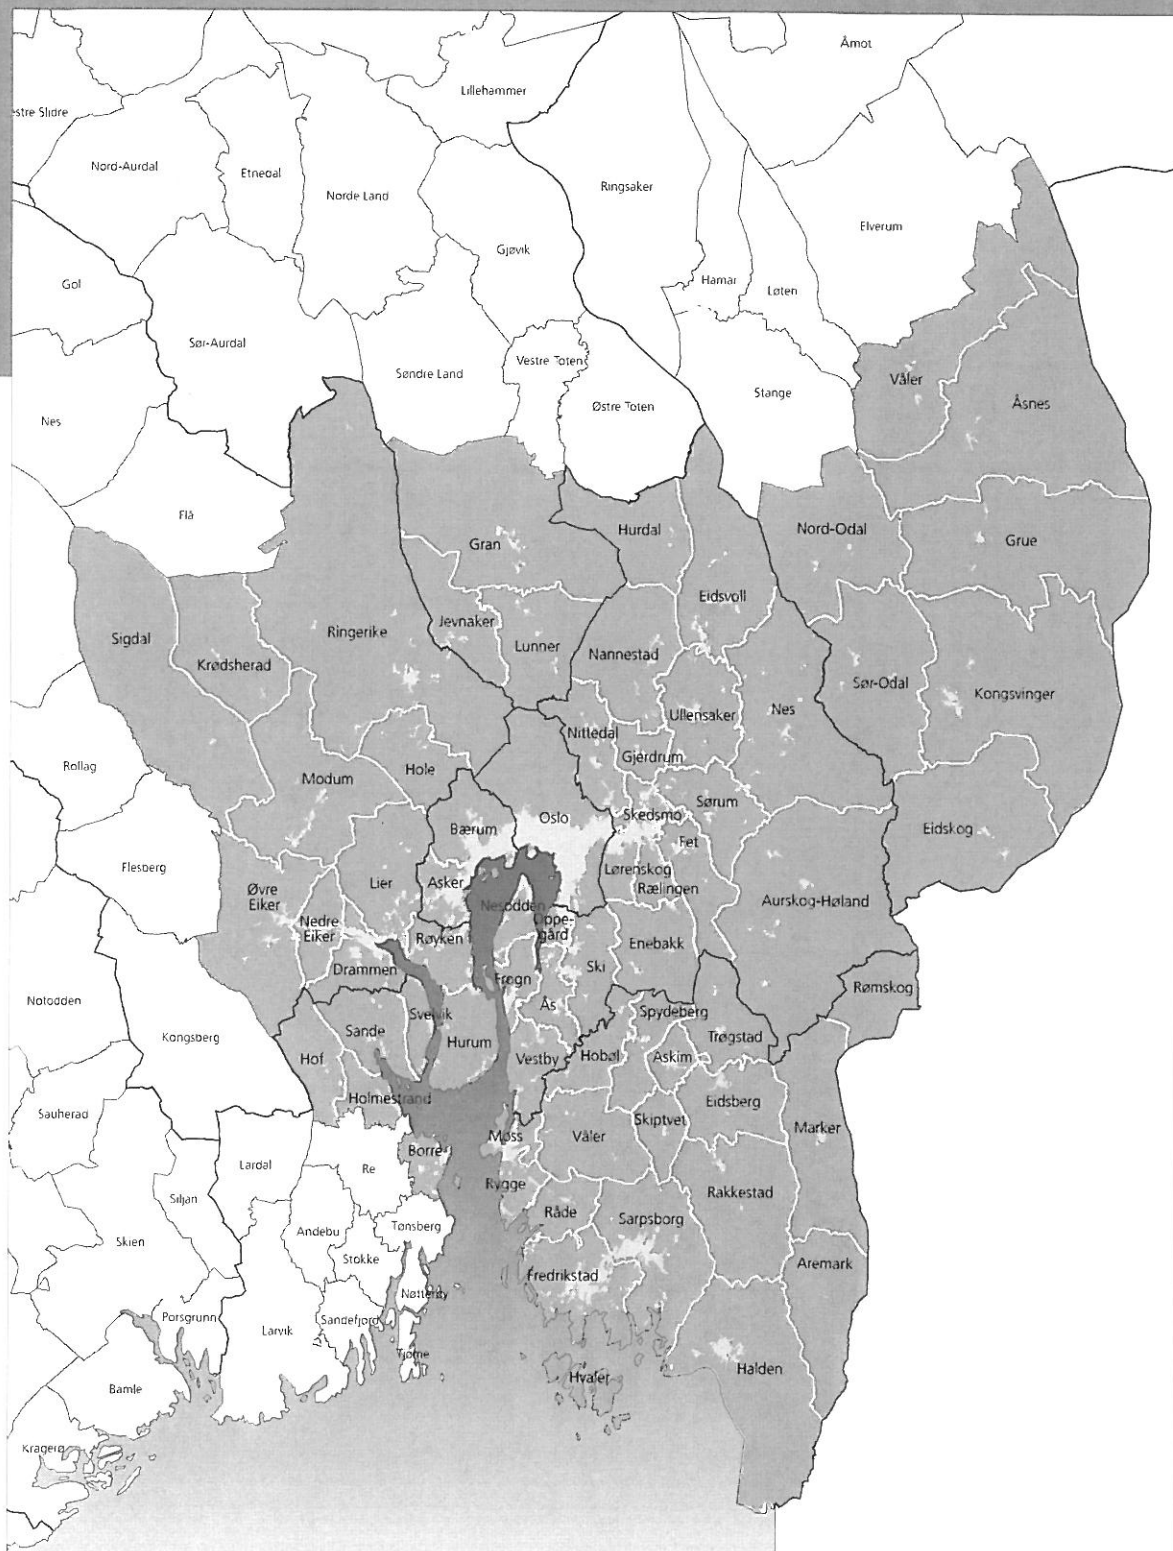 Åmot
Lillehammer
estre Slidre
Nord-Aurdal
Etnedal
Ringsaker
Norde Land
Elverum
Gjøvik
Gol
Hamar
Løten
Sør-Aurdal
Vestre Toten
Søndre Land
Våler
Stange
Åsnes
Østre Toten
Nes
Flå
Hurdal
Nord-Odal
Gran
Grue
Eidsvoll
Jevnaker
Ringerike
Sigdal
Lunner
Nannestad
Krødsherad
Sør-Odal
Kongsvinger
Nes
Ullensaker
Nittedal
Gjerdrum
Rollag
Hole
Modum
Sørum
Skedsmo
Oslo
Bærum
Eidskog
Fet
Flesberg
Lørenskog
Asker
Lier
Rælingen
Øvre
Eiker
Aurskog-Høland
Nesodden
Oppe-
gård
Nedre
Eiker
Røyken
Enebakk
Ski
Drammen
Frogn
Rømskog
Notodden
Ås
Svelvik
Spydeberg
Sande
Trøgstad
Kongsberg
Hurum
Hof
Vestby
Hobøl
Askim
Holmestrand
Eidsberg
Sauherad
Skiptvet
Marker
Moss
Våler
Borre
Lardal
Re
Rygge
Rakkestad
Siljan
Råde
Sarpsborg
Tønsberg
Andebu
Skien
Stokke
Aremark
Fredrikstad
Nøtterøy
Porsgrunn
Sandefjord
Larvik
Tjøme
Halden
Hvaler
Bamle
Kragerø